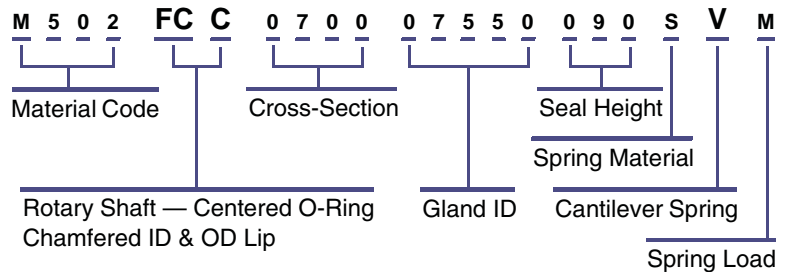 M 5 0 2 FC C 0 7 0 0 0 7 5 5 0 0 9 0 S V M
Material Code Cross-Section Seal Height
Spring Material
Rotary Shaft — Centered O-Ring Gland ID Cantilever Spring
Chamfered ID & OD Lip
Spring Load